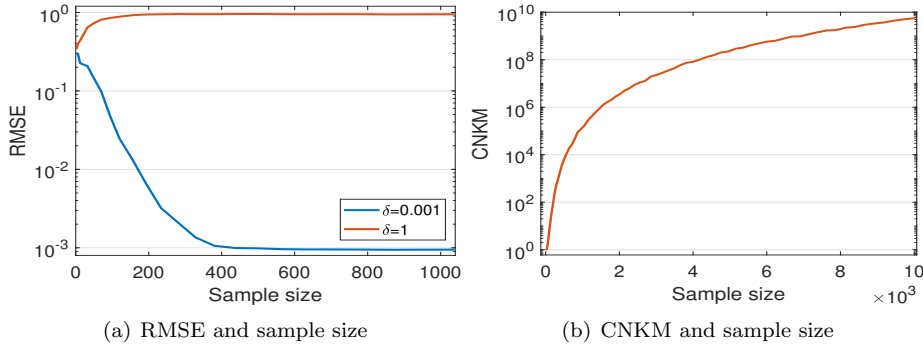 10^0
10^-1
10^-2
10^-3
RMSE
0 200 400 600 800 1000
Sample size
δ=0.001
δ=1
(a) RMSE and sample size
10^10
10^8
10^6
10^4
10^2
10^0
CNKM
0 2 4 6 8 10
Sample size
×10^3
(b) CNKM and sample size